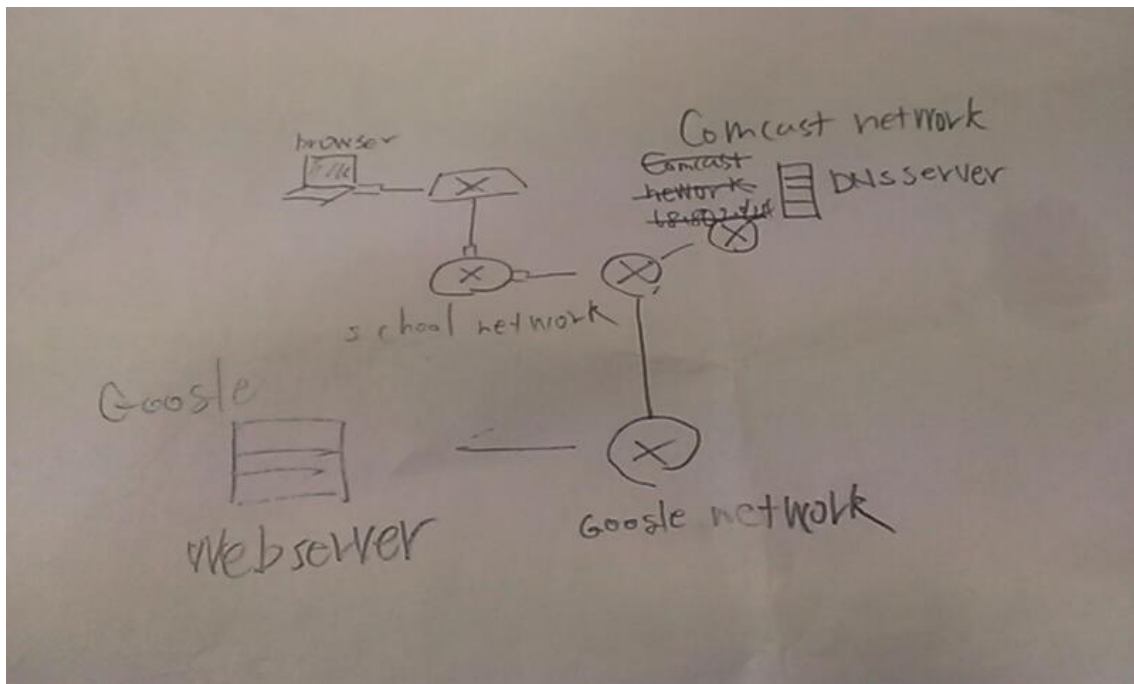 browser
Comcast network
Comcast
network
DNS server
school network
Google
Webserver
Google network